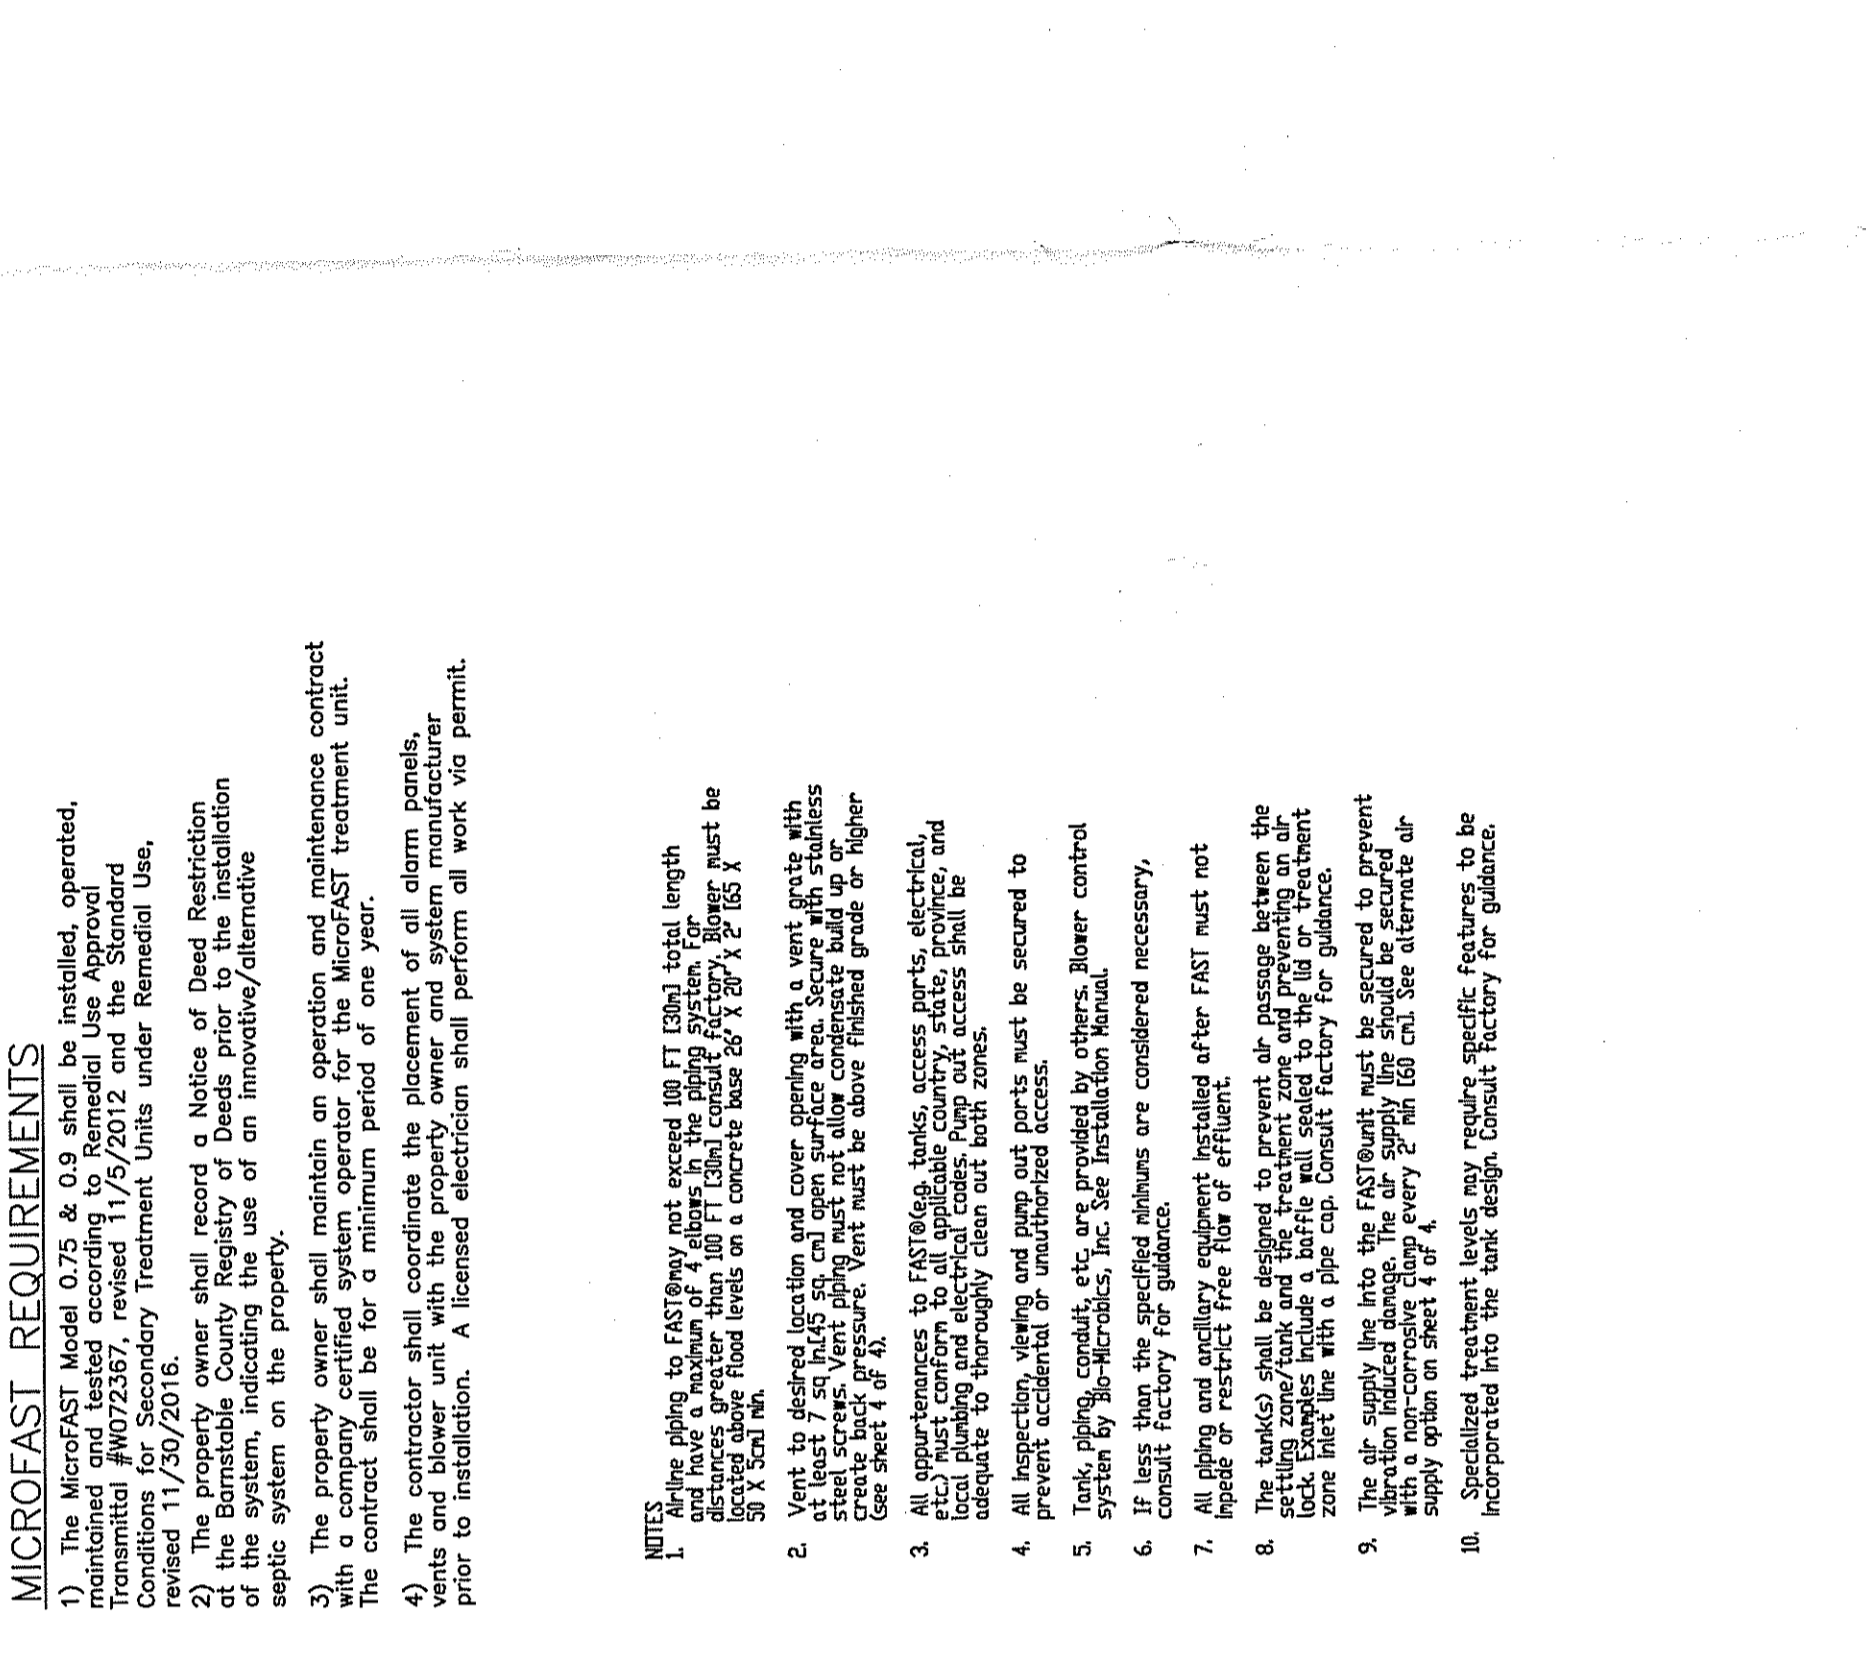 MICROFAST REQUIREMENTS
1) The MicroFAST Model 0.75 & 0.9 shall be installed, operated,
maintained and tested according to Remedial Use Approval
Transmittal #W072367, revised 11/5/2012 and the Standard
Conditions for Secondary Treatment Units under Remedial Use,
revised 11/30/2016.
2) The property owner shall record a Notice of Deed Restriction
at the Barnstable County Registry of Deeds prior to the installation
of the system, indicating the use of an innovative/alternative
septic system on the property.
3) The property owner shall maintain an operation and maintenance contract
with a company certified system operator for the MicroFAST treatment unit.
The contract shall be for a minimum period of one year.
4) The contractor shall coordinate the placement of all alarm panels,
vents and blower unit with the property owner and system manufacturer
prior to installation. A licensed electrician shall perform all work via permit.
NOTES
1. Airline piping to FAST® may not exceed 100 FT [30m] total length
and have a maximum of 4 elbows in the piping system. For
distances greater than 100 FT [30m] consult factory. Blower must be
located above flood levels on a concrete base 26" X 20" X 2" [65 X
50 X 5cm] min.
2. Vent to desired location and cover opening with a vent grate with
at least 7 sq in.[45 sq. cm] open surface area. Secure with stainless
steel screws. Vent piping must not allow condensate build up or
create back pressure. Vent must be above finished grade or higher
(see sheet 4 of 4).
3. All appurtenances to FAST® (e.g. tanks, access ports, electrical,
etc.) must conform to all applicable country, state, province, and
local plumbing and electrical codes. Pump out access shall be
adequate to thoroughly clean out both zones.
4. All inspection, viewing and pump out ports must be secured to
prevent accidental or unauthorized access.
5. Tank, piping, conduit, etc. are provided by others. Blower control
system by Bio-Microbics, Inc. See Installation Manual.
6. If less than the specified minimums are considered necessary,
consult factory for guidance.
7. All piping and ancillary equipment installed after FAST must not
impede or restrict free flow of effluent.
8. The tank(s) shall be designed to prevent air passage between the
settling zone/tank and the treatment zone and preventing an air
lock. Examples include a baffle wall sealed to the lid or treatment
zone inlet line with a pipe cap. Consult factory for guidance.
9. The air supply line into the FAST® unit must be secured to prevent
vibration induced damage. The air supply line should be secured
with a non-corrosive clamp every 2' min [60 cm]. See alternate air
supply option on sheet 4 of 4.
10. Specialized treatment levels may require specific features to be
incorporated into the tank design. Consult factory for guidance.